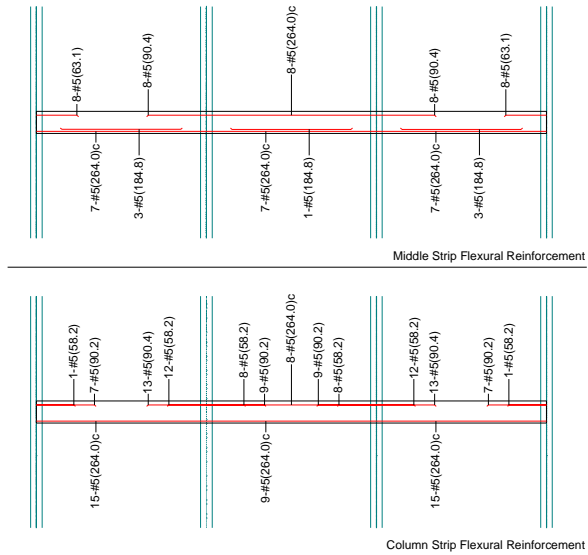 8-#5(63.1)
8-#5(90.4)
8-#5(264.0)c
8-#5(90.4)
8-#5(63.1)
7-#5(264.0)c
3-#5(184.8)
7-#5(264.0)c
1-#5(184.8)
7-#5(264.0)c
3-#5(184.8)
Middle Strip Flexural Reinforcement
1-#5(58.2)
7-#5(90.2)
13-#5(90.4)
12-#5(58.2)
8-#5(58.2)
9-#5(90.2)
8-#5(264.0)c
9-#5(90.2)
8-#5(58.2)
12-#5(58.2)
13-#5(90.4)
7-#5(90.2)
1-#5(58.2)
15-#5(264.0)c
9-#5(264.0)c
15-#5(264.0)c
Column Strip Flexural Reinforcement